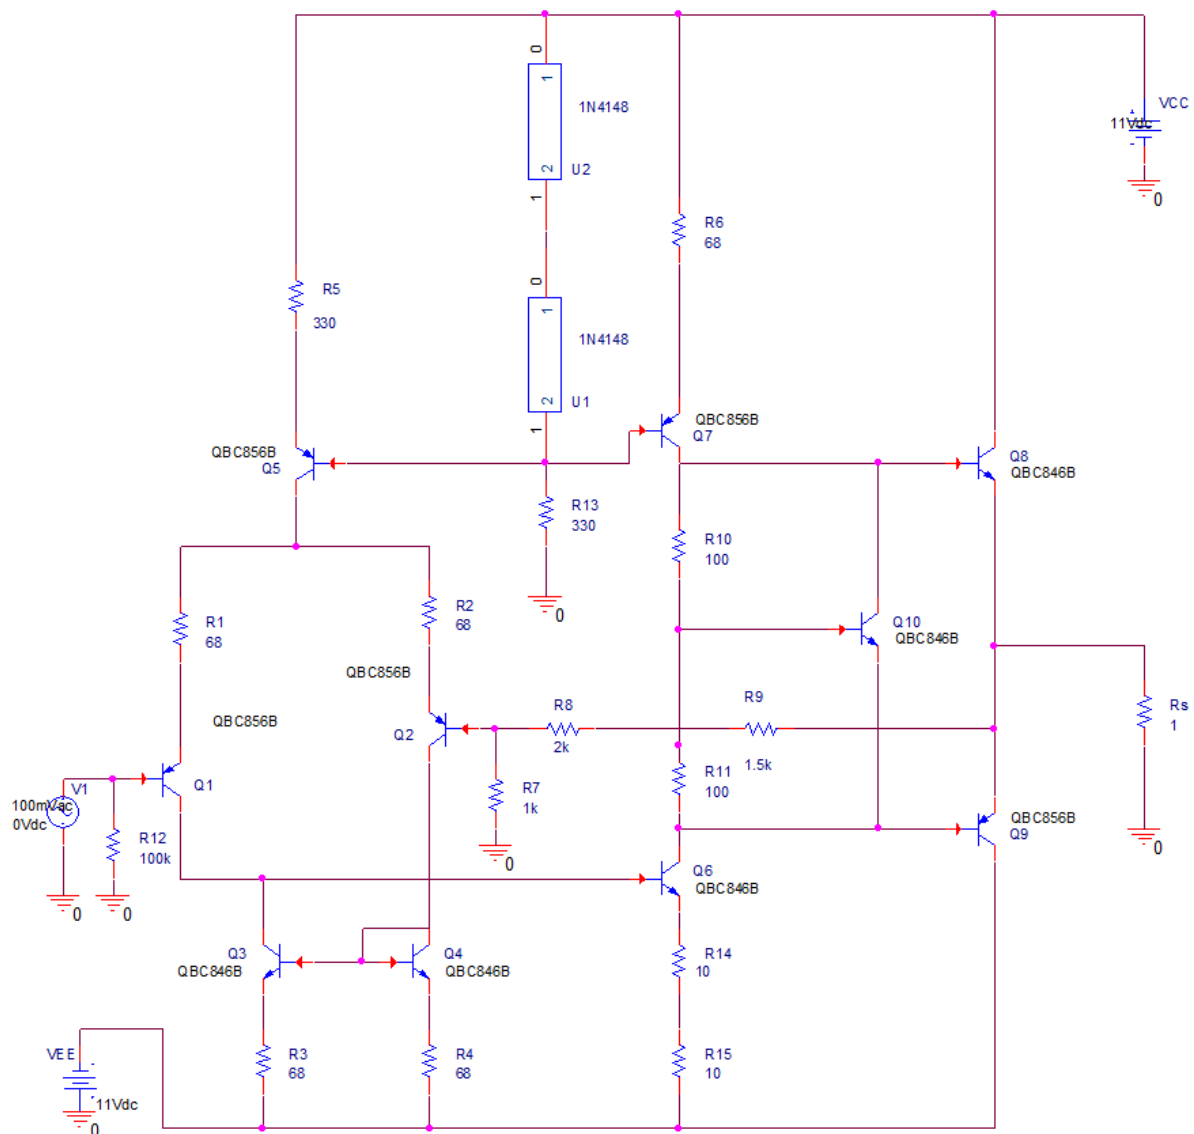 0
1
1N4148
2
U2
1
VCC
11Vdc
0
R6
68
0
1
R5
330
1N4148
2
U1
1
QBC856B
Q5
QBC856B
Q7
Q8
QBC846B
R13
330
R10
100
0
R1
68
R2
68
Q10
QBC846B
QBC856B
QBC856B
Q2
R8
2k
R9
1.5k
Rs
1
V1
100mVac
0Vdc
Q1
R7
1k
R11
100
QBC856B
Q9
R12
100k
0
0
0
0
Q6
QBC846B
Q3
QBC846B
Q4
QBC846B
R14
10
VEE
11Vdc
0
R3
68
R4
68
R15
10